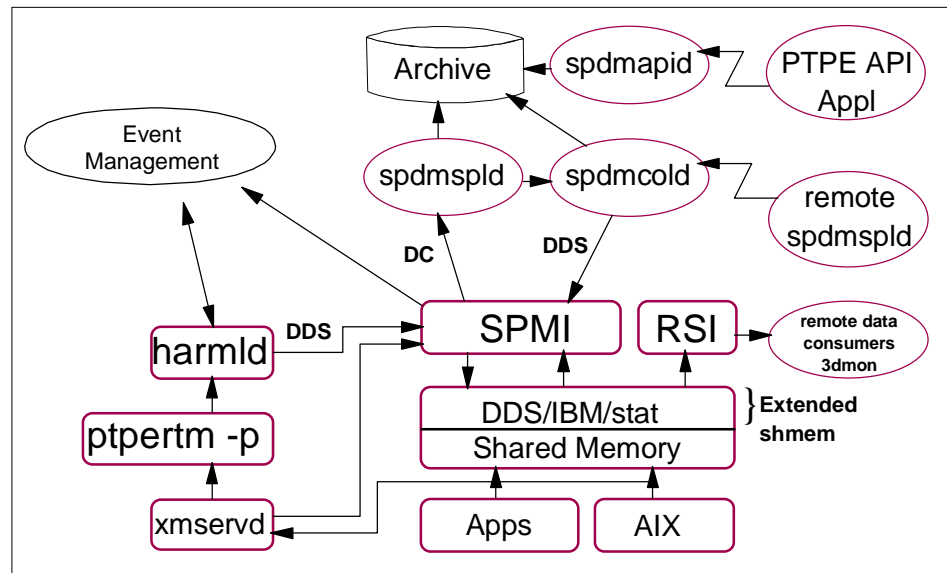 Archive
spdmapid
PTPE API
Appl
Event
Management
spdmspld
spdmcold
remote
spdmspld
DC
DDS
SPMI
RSI
remote data
consumers
3dmon
DDS
harmld
ptpertm -p
DDS/IBM/stat
Shared Memory
Extended
shmem
xmservd
Apps
AIX